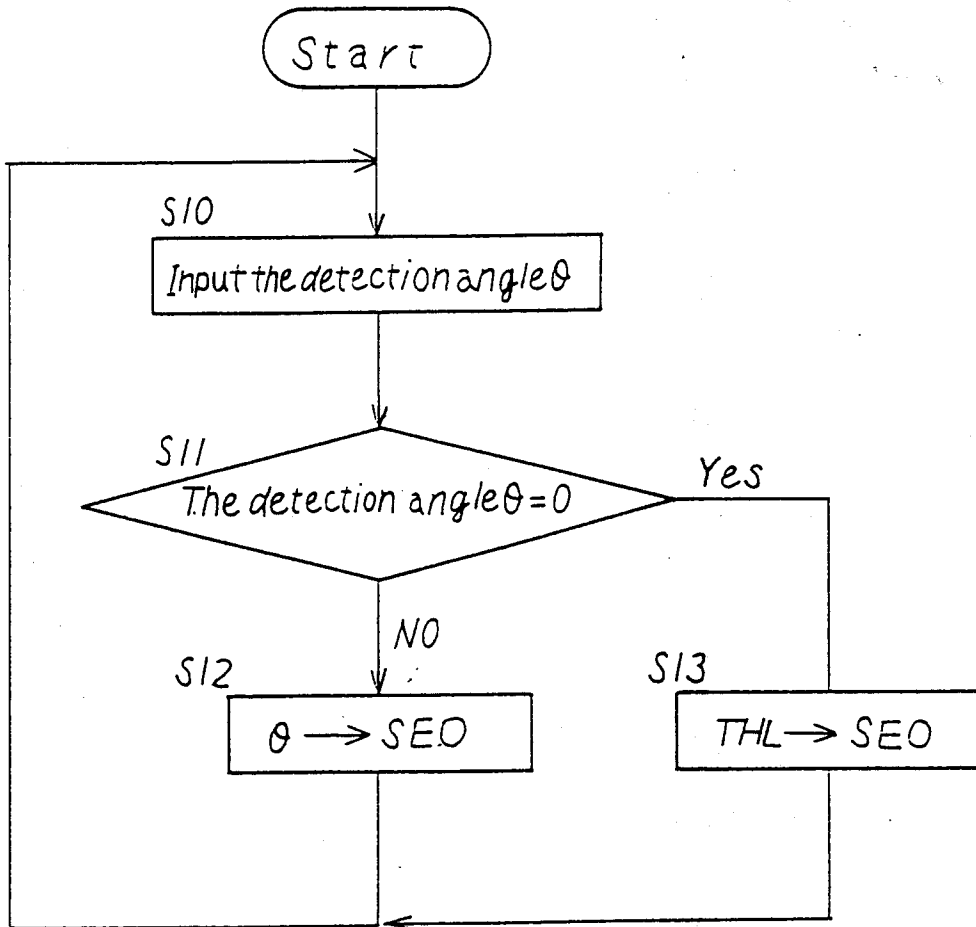 Start
S10
Input the detection angle θ
S11
The detection angle θ = 0
Yes
NO
S12
θ → SEO
S13
THL → SEO